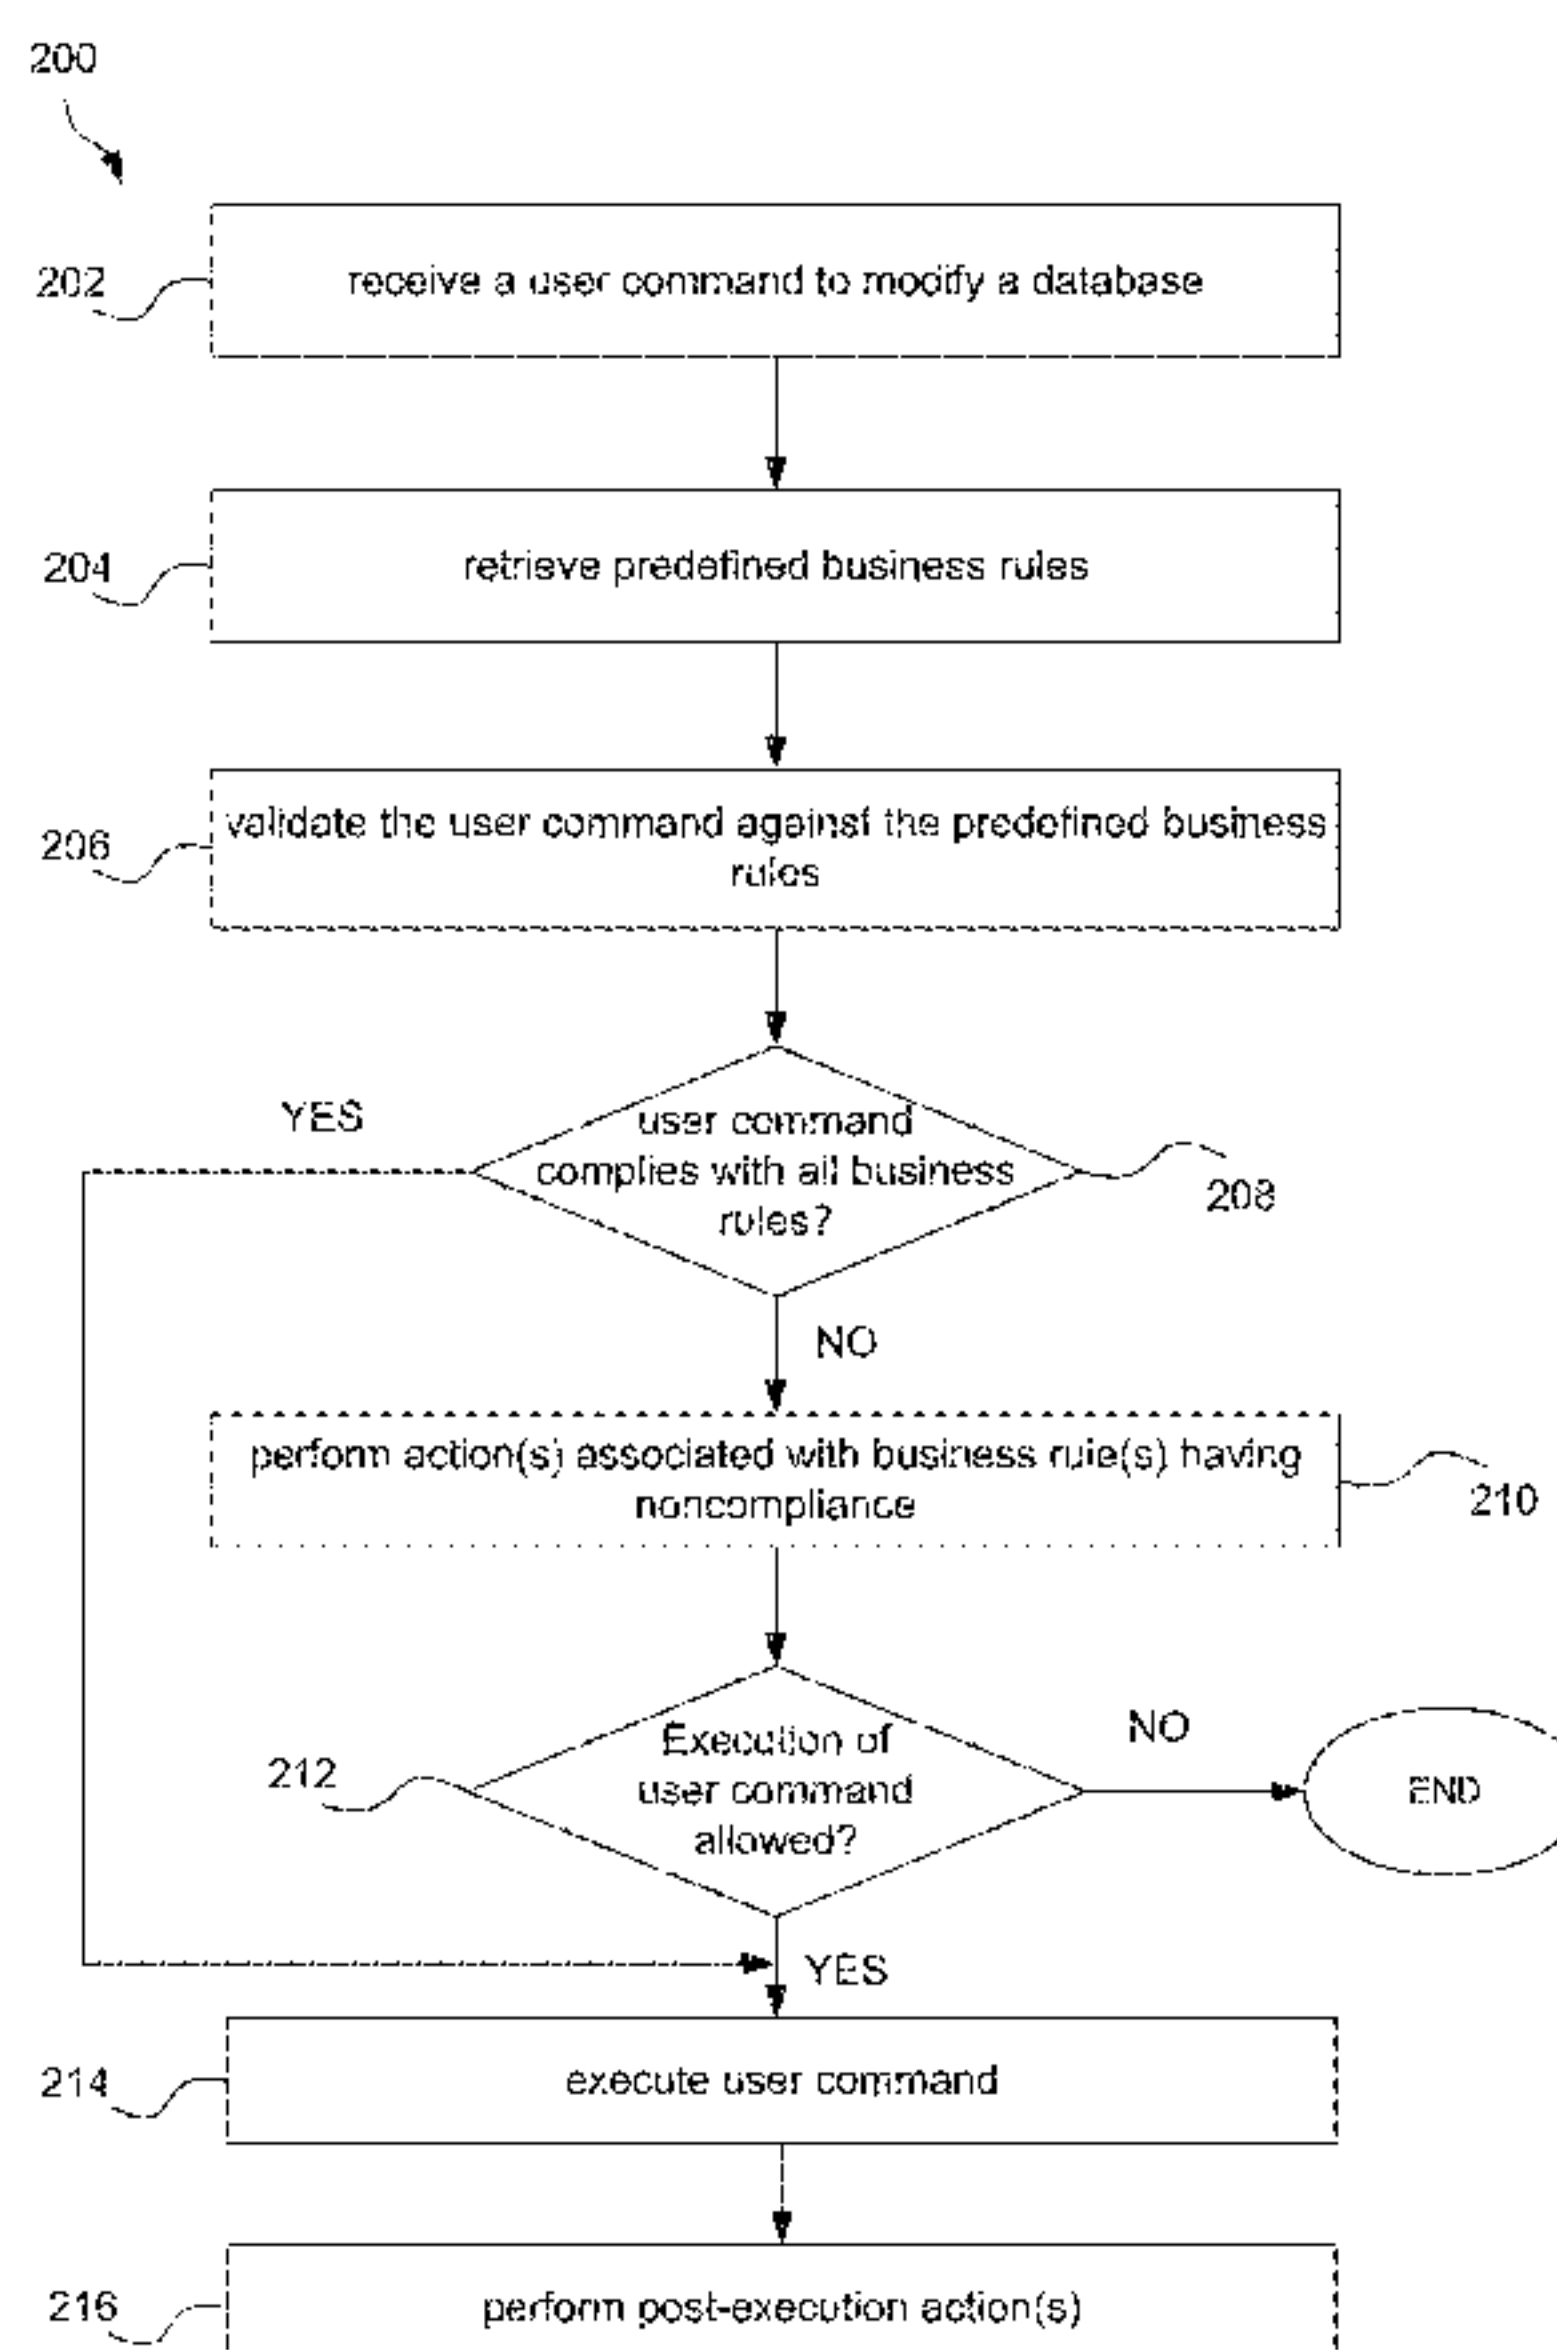 200
202
receive a user command to modify a database
204
retrieve predefined business rules
206
validate the user command against the predefined business
rules
YES
user command
complies with all business
rules?
208
NO
perform action(s) associated with business rule(s) having
noncompliance
210
212
Execution of
user command
allowed?
NO
END
YES
214
execute user command
216
perform post-execution action(s)